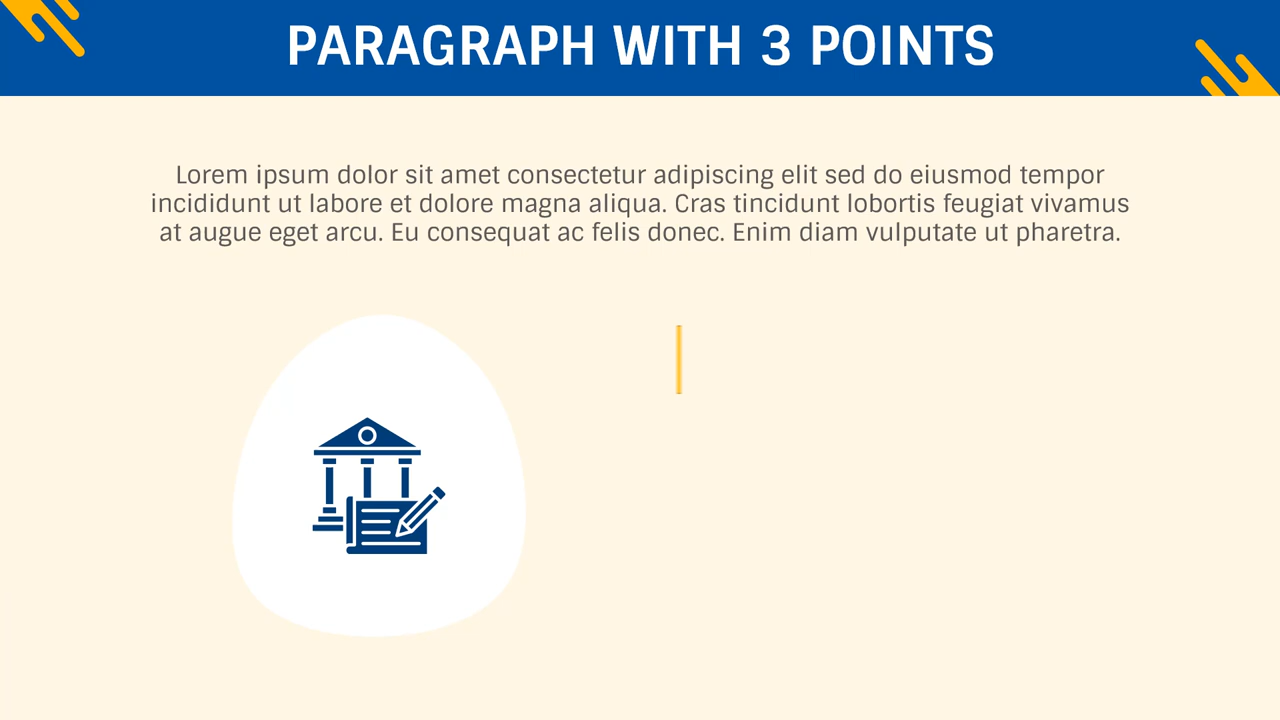 PARAGRAPH WITH 3 POINTS
Lorem ipsum dolor sit amet consectetur adipiscing elit sed do eiusmod tempor
incididunt ut labore et dolore magna aliqua. Cras tincidunt lobortis feugiat vivamus
at augue eget arcu. Eu consequat ac felis donec. Enim diam vulputate ut pharetra.